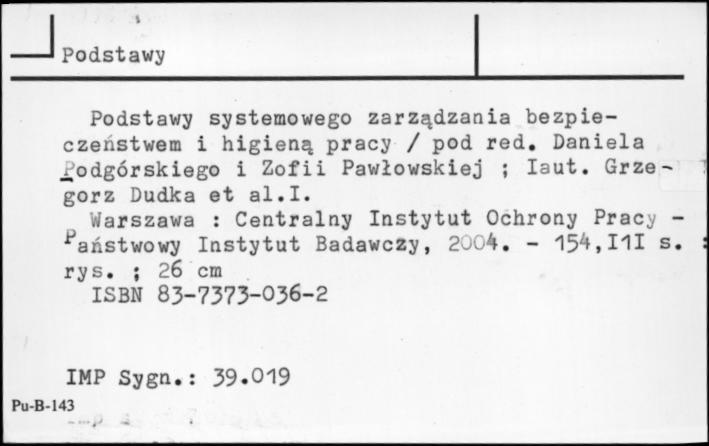 Podstawy
Podstawy systemowego zarządzania bezpie-
czeństwem i higieną pracy / pod red. Daniela
Podgórskiego i Zofii Pawłowskiej ; Iaut. Grze-
gorz Dudka et al.I.
Warszawa : Centralny Instytut Ochrony Pracy -
Państwowy Instytut Badawczy, 2004. - 154,I1I s. :
rys. ; 26 cm
ISBN 83-7373-036-2
IMP Sygn.: 39.019
Pu-B-143